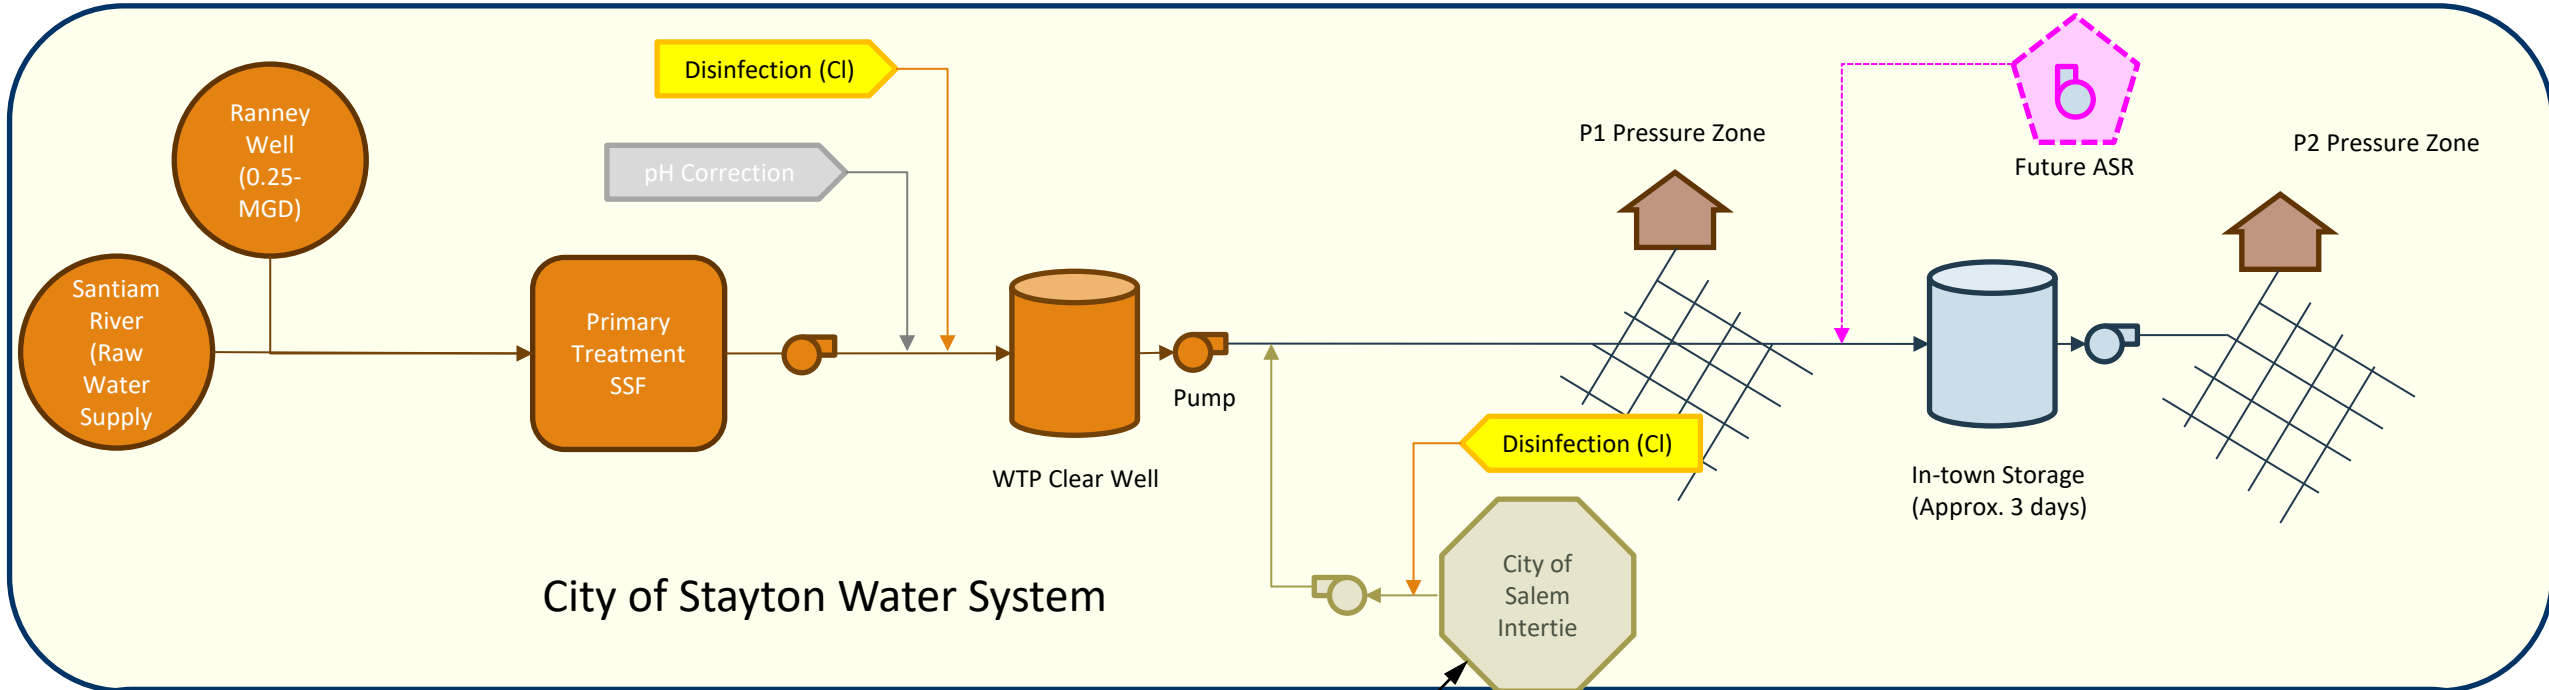 Ranney
Well
(0.25-
MGD)
Santiam
River
(Raw
Water
Supply
Disinfection (Cl)
pH Correction
Primary
Treatment
SSF
WTP Clear Well
Pump
P1 Pressure Zone
Disinfection (Cl)
City of
Salem
Intertie
Future ASR
In-town Storage
(Approx. 3 days)
P2 Pressure Zone
City of Stayton Water System